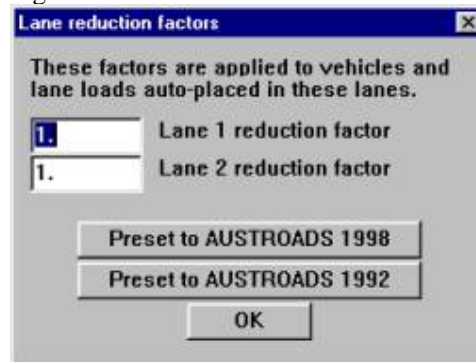 Lane reduction factors
These factors are applied to vehicles and
lane loads auto-placed in these lanes.
1. Lane 1 reduction factor
1. Lane 2 reduction factor
Preset to AUSTROADS 1998
Preset to AUSTROADS 1992
OK